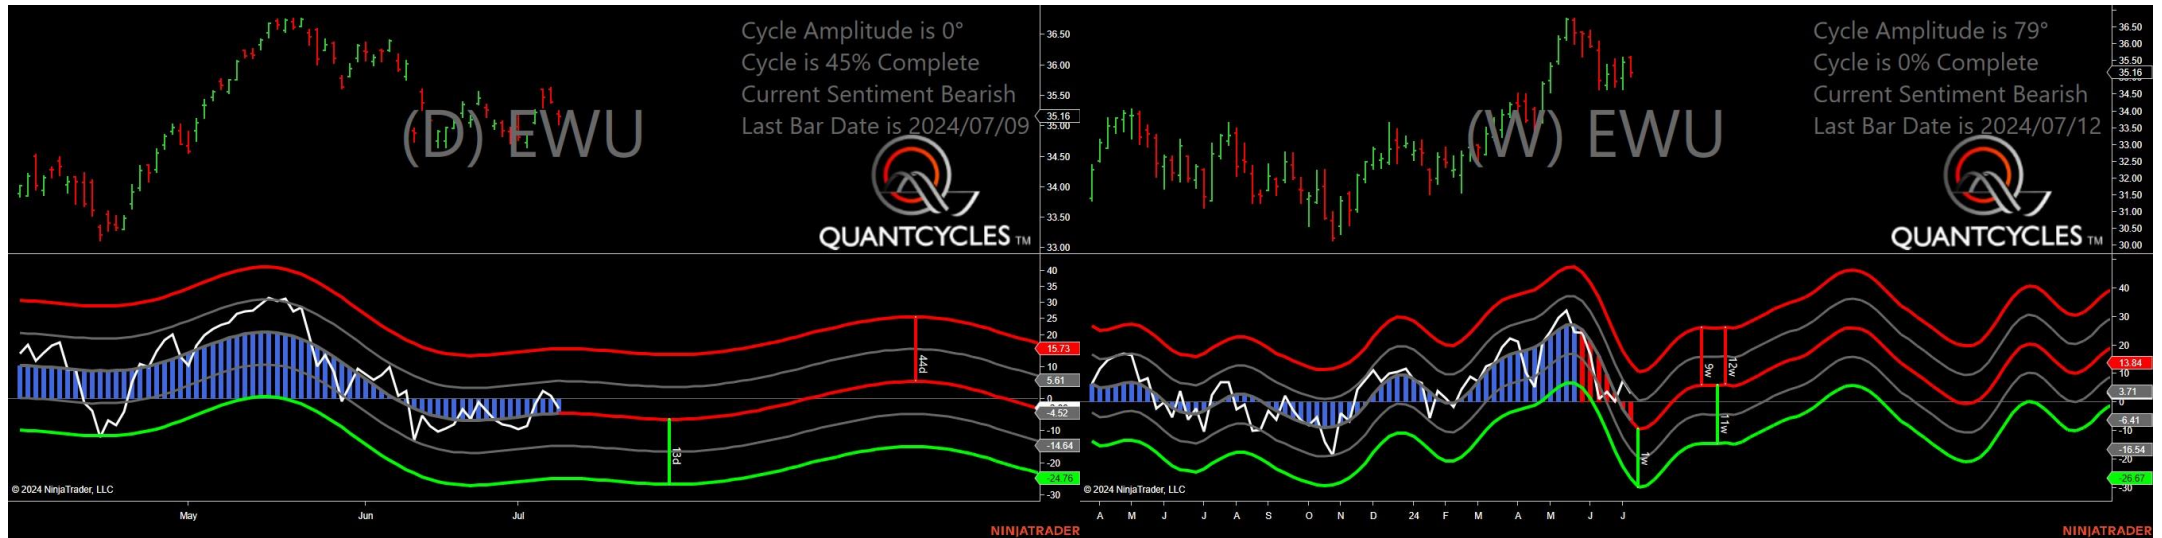 Cycle Amplitude is 0°
Cycle is 45% Complete
Current Sentiment Bearish
Last Bar Date is 2024/07/09
(D) EWU
QUANTCYCLES TM
36.50
36.00
35.50
35.16
35.00
34.50
34.00
33.50
33.00
40
35
30
25
20
15.73
10
5.61
0
-4.52
-10
-14.64
-20
-24.76
-30
44d
13d
© 2024 NinjaTrader, LLC
May
Jun
Jul
NINJATRADER
Cycle Amplitude is 79°
Cycle is 0% Complete
Current Sentiment Bearish
Last Bar Date is 2024/07/12
(W) EWU
QUANTCYCLES TM
36.50
36.00
35.50
35.16
34.50
34.00
33.50
33.00
32.50
32.00
31.50
31.00
30.50
30.00
40
30
20
13.84
10
3.71
0
-6.41
-10
-16.54
-20
-26.67
-30
9w
12w
11w
1w
© 2024 NinjaTrader, LLC
A M J J A S O N D 24 F M A M J J
NINJATRADER